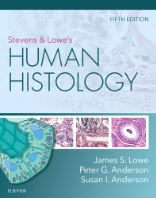 FIFTH EDITION
Stevens & Lowe's
HUMAN
HISTOLOGY
James S. Lowe
Peter G. Anderson
Susan I. Anderson
ELSEVIER